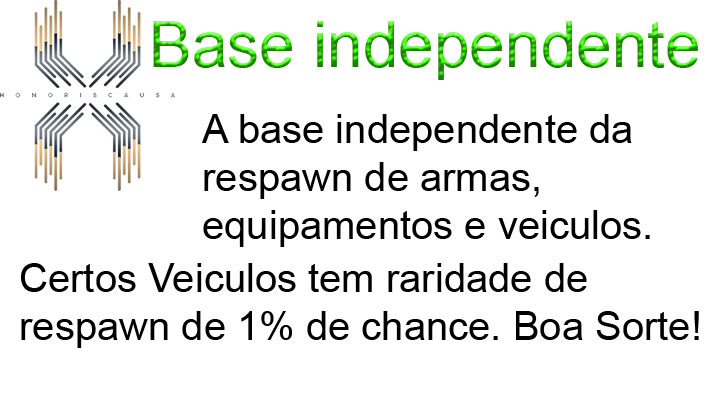 Base independente
HONORISCAUSA
A base independente da
respawn de armas,
equipamentos e veiculos.
Certos Veiculos tem raridade de
respawn de 1% de chance. Boa Sorte!